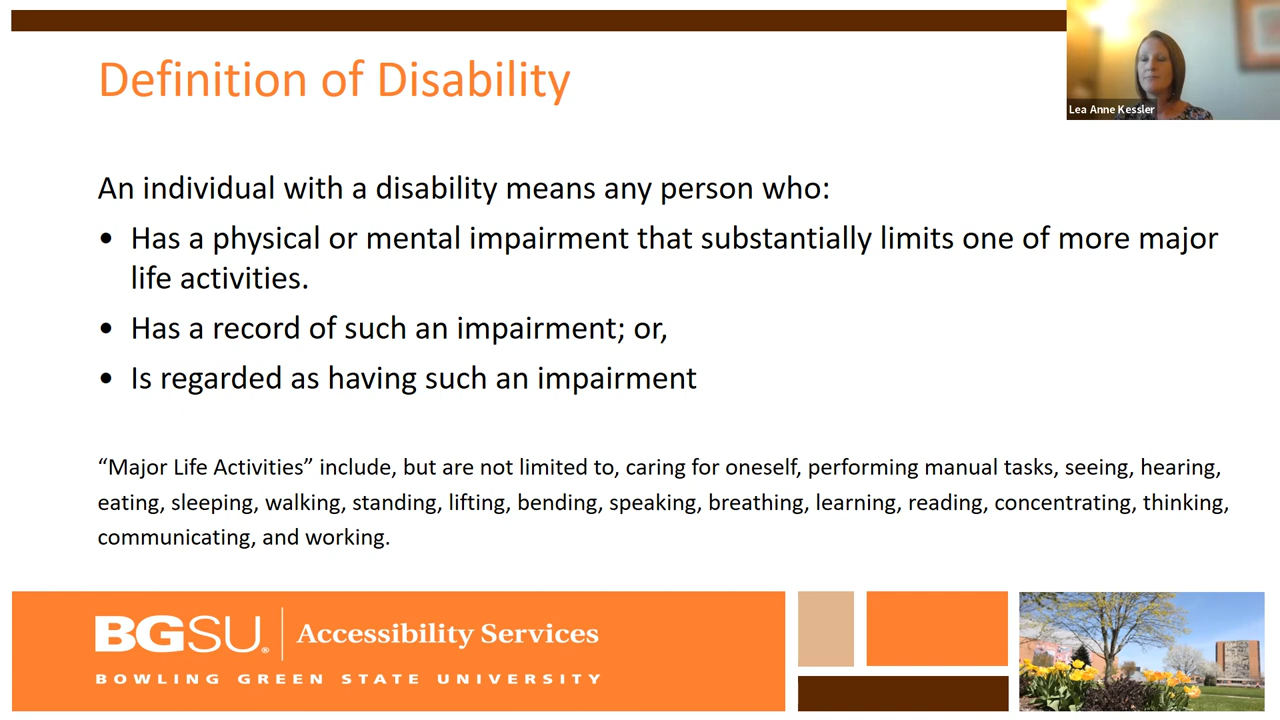 Definition of Disability
Lea Anne Kessler
An individual with a disability means any person who:
• Has a physical or mental impairment that substantially limits one of more major
life activities.
• Has a record of such an impairment; or,
• Is regarded as having such an impairment
“Major Life Activities” include, but are not limited to, caring for oneself, performing manual tasks, seeing, hearing,
eating, sleeping, walking, standing, lifting, bending, speaking, breathing, learning, reading, concentrating, thinking,
communicating, and working.
BGSU® Accessibility Services
BOWLING GREEN STATE UNIVERSITY